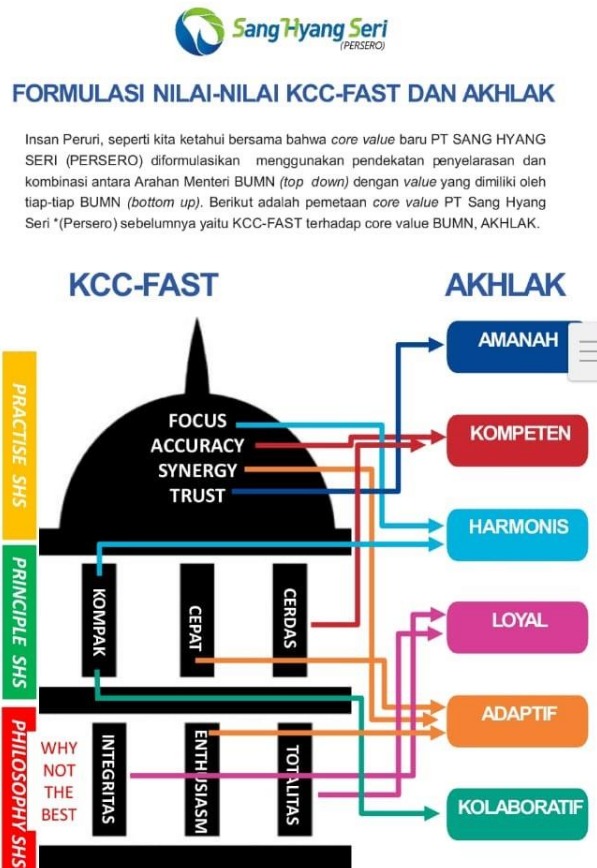 Sang Hyang Seri
(PERSERO)
FORMULASI NILAI-NILAI KCC-FAST DAN AKHLAK
Insan Peruri, seperti kita ketahui bersama bahwa core value baru PT SANG HYANG
SERI (PERSERO) diformulasikan menggunakan pendekatan penyelarasan dan
kombinasi antara Arahan Menteri BUMN (top down) dengan value yang dimiliki oleh
tiap-tiap BUMN (bottom up). Berikut adalah pemetaan core value PT Sang Hyang
Seri *(Persero) sebelumnya yaitu KCC-FAST terhadap core value BUMN, AKHLAK.
KCC-FAST
AKHLAK
PRACTISE SHS
FOCUS
ACCURACY
SYNERGY
TRUST
PRINCIPLE SHS
KOMPAK
CEPAT
CERDAS
PHILOSOPHY SHS
WHY
NOT
THE
BEST
INTEGRITAS
ENTHUSIASM
TOTALITAS
AMANAH
KOMPETEN
HARMONIS
LOYAL
ADAPTIF
KOLABORATIF